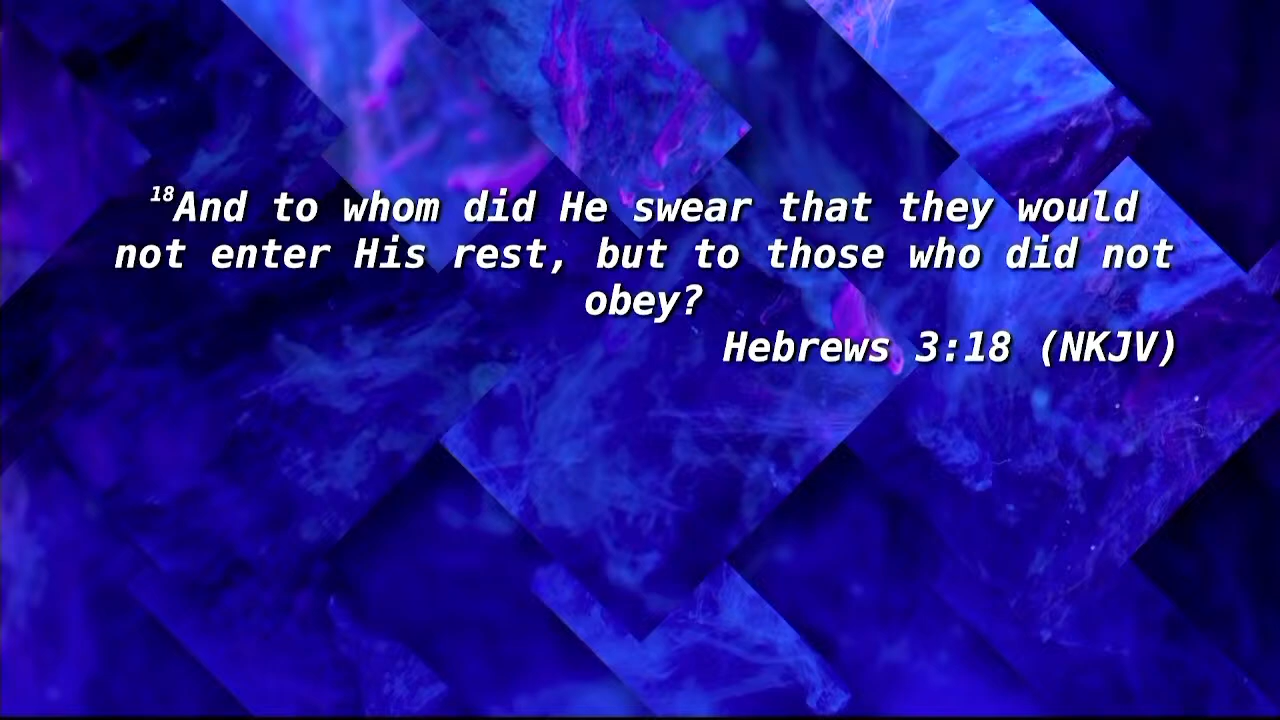 18And to whom did He swear that they would
not enter His rest, but to those who did not
obey?
Hebrews 3:18 (NKJV)